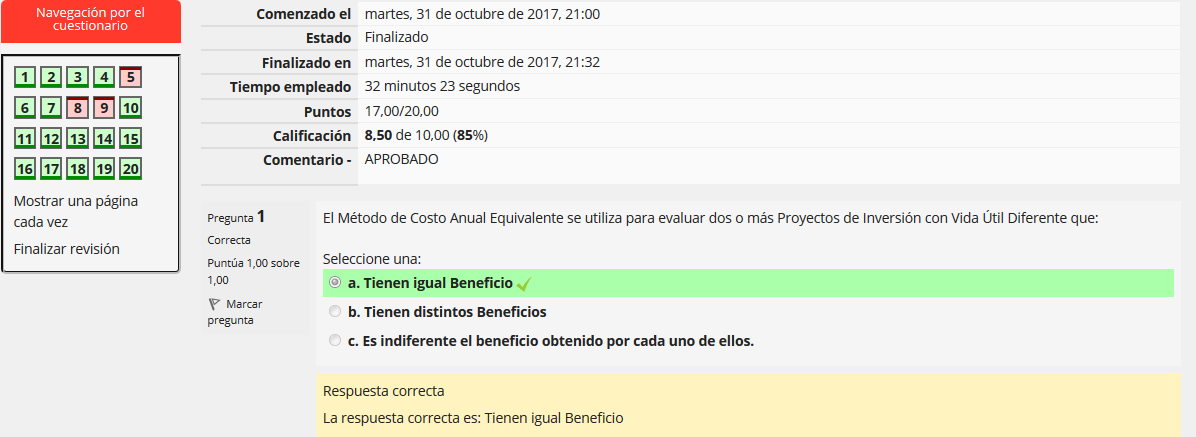 Navegación por el
cuestionario
1 2 3 4 5
6 7 8 9 10
11 12 13 14 15
16 17 18 19 20
Mostrar una página
cada vez
Finalizar revisión
Comenzado el martes, 31 de octubre de 2017, 21:00
Estado Finalizado
Finalizado en martes, 31 de octubre de 2017, 21:32
Tiempo empleado 32 minutos 23 segundos
Puntos 17,00/20,00
Calificación 8,50 de 10,00 (85%)
Comentario - APROBADO
Pregunta 1
Correcta
Puntúa 1,00 sobre
1,00
Marcar
pregunta
El Método de Costo Anual Equivalente se utiliza para evaluar dos o más Proyectos de Inversión con Vida Útil Diferente que:
Seleccione una:
a. Tienen igual Beneficio
b. Tienen distintos Beneficios
c. Es indiferente el beneficio obtenido por cada uno de ellos.
Respuesta correcta
La respuesta correcta es: Tienen igual Beneficio